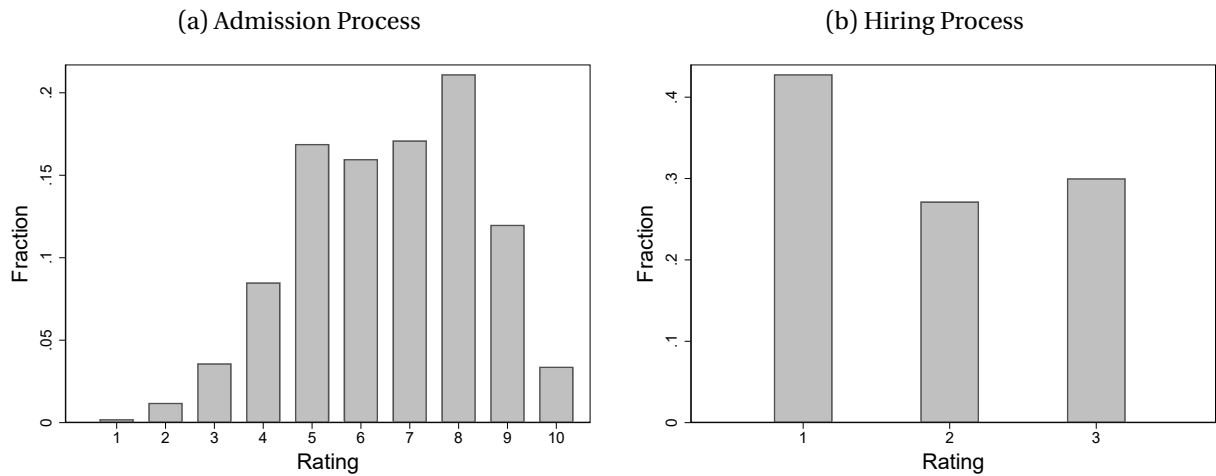 (a) Admission Process
Fraction
.2
.15
.1
.05
0
1 2 3 4 5 6 7 8 9 10
Rating
(b) Hiring Process
Fraction
.4
.3
.2
.1
0
1 2 3
Rating